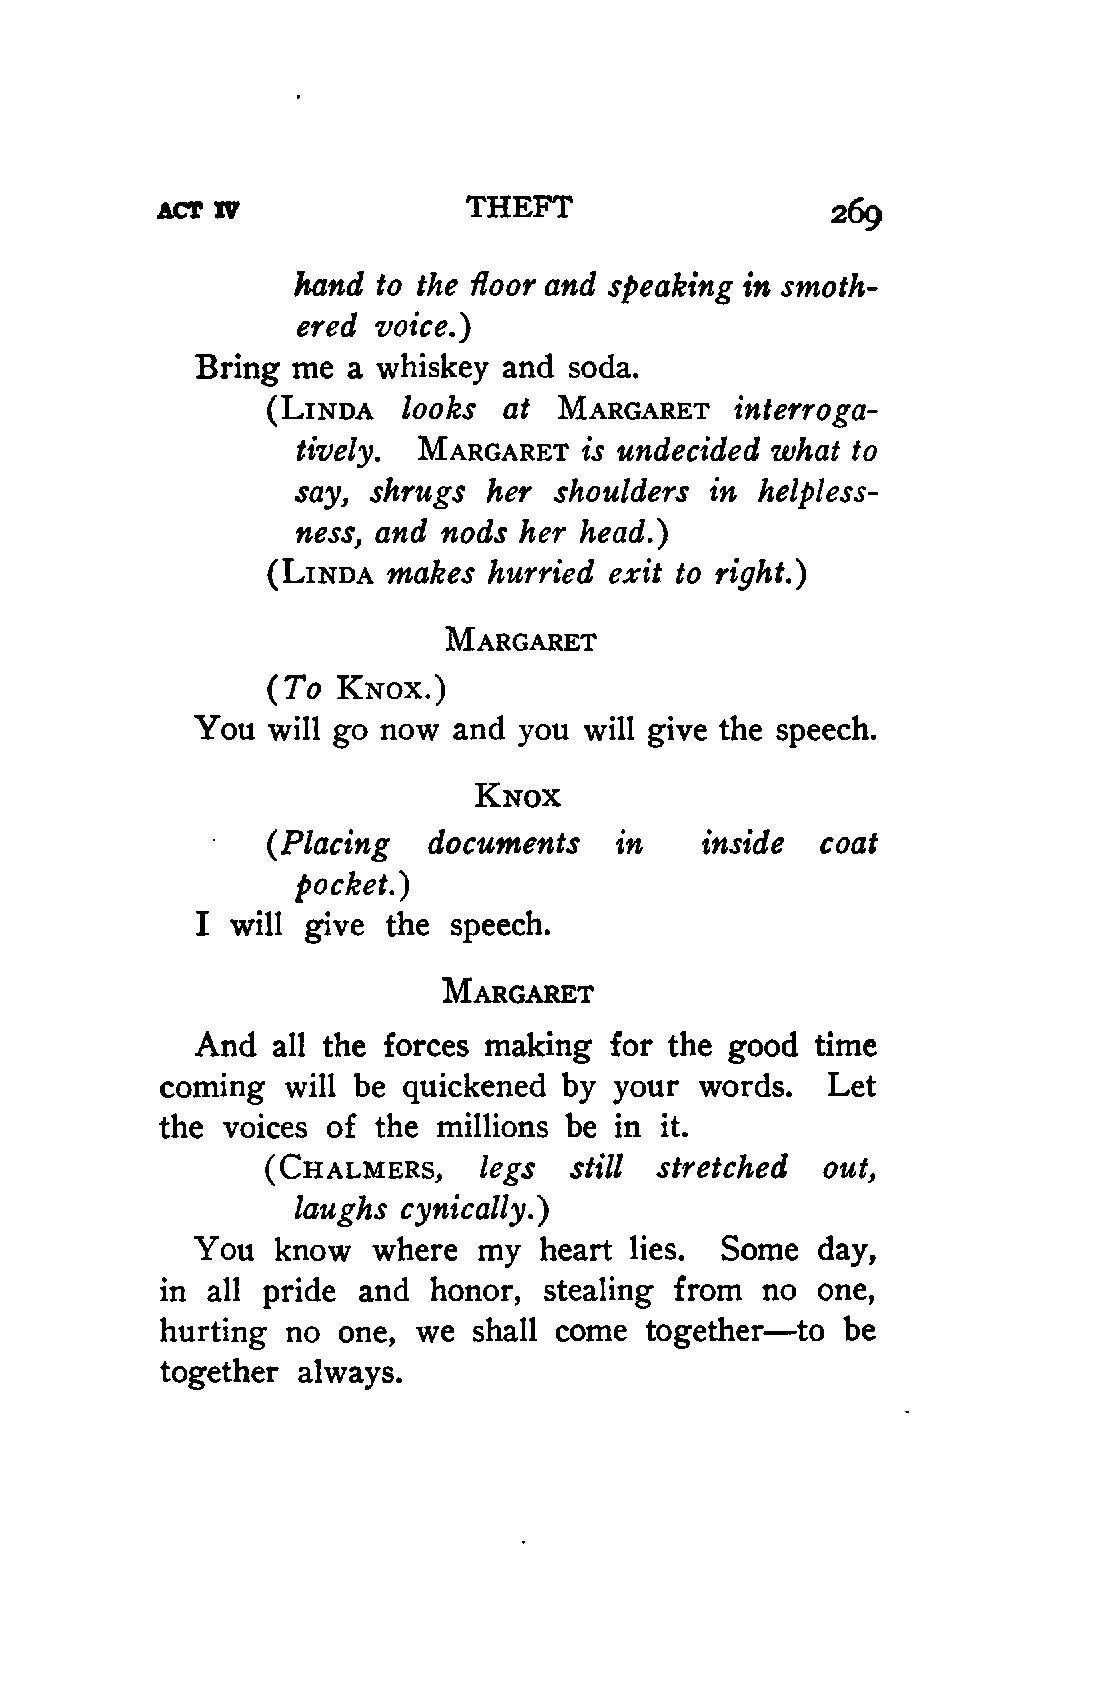 ACT IV THEFT 269
hand to the floor and speaking in smoth-
ered voice.)
Bring me a whiskey and soda.
(LINDA looks at MARGARET interroga-
tively. MARGARET is undecided what to
say, shrugs her shoulders in helpless-
ness, and nods her head.)
(LINDA makes hurried exit to right.)
MARGARET
(To KNOX.)
You will go now and you will give the speech.
KNOX
(Placing documents in inside coat
pocket.)
I will give the speech.
MARGARET
And all the forces making for the good time
coming will be quickened by your words. Let
the voices of the millions be in it.
(CHALMERS, legs still stretched out,
laughs cynically.)
You know where my heart lies. Some day,
in all pride and honor, stealing from no one,
hurting no one, we shall come together—to be
together always.